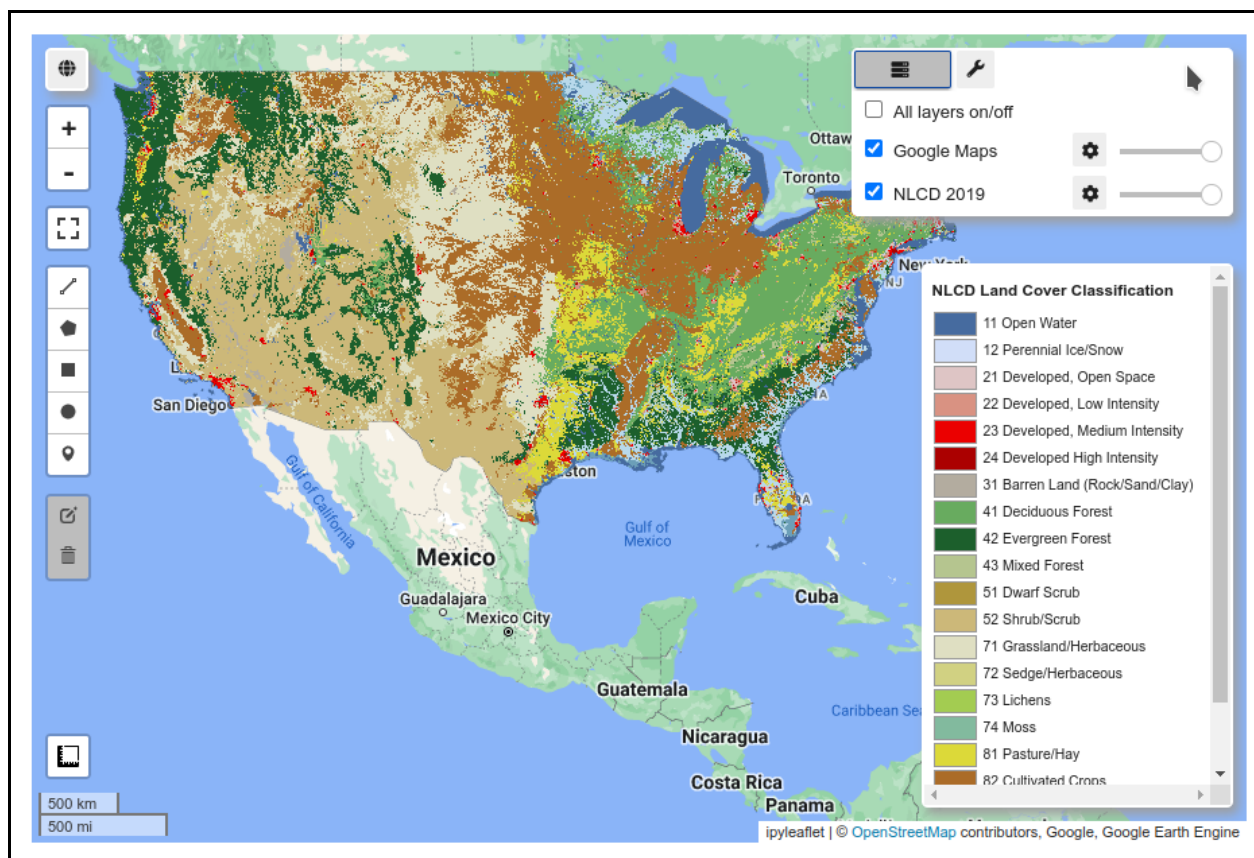 +
-
All layers on/off
Google Maps
NLCD 2019
Ottaw
Toronto
New York
NJ
San Diego
ston
NA
Gulf of California
Gulf of
Mexico
Mexico
Guadalajara
Mexico City
Cuba
Guatemala
Caribbean Sea
Nicaragua
Costa Rica
Panama
NLCD Land Cover Classification
11 Open Water
12 Perennial Ice/Snow
21 Developed, Open Space
22 Developed, Low Intensity
23 Developed, Medium Intensity
24 Developed High Intensity
31 Barren Land (Rock/Sand/Clay)
41 Deciduous Forest
42 Evergreen Forest
43 Mixed Forest
51 Dwarf Scrub
52 Shrub/Scrub
71 Grassland/Herbaceous
72 Sedge/Herbaceous
73 Lichens
74 Moss
81 Pasture/Hay
82 Cultivated Crops
500 km
500 mi
ipyleaflet | © OpenStreetMap contributors, Google, Google Earth Engine